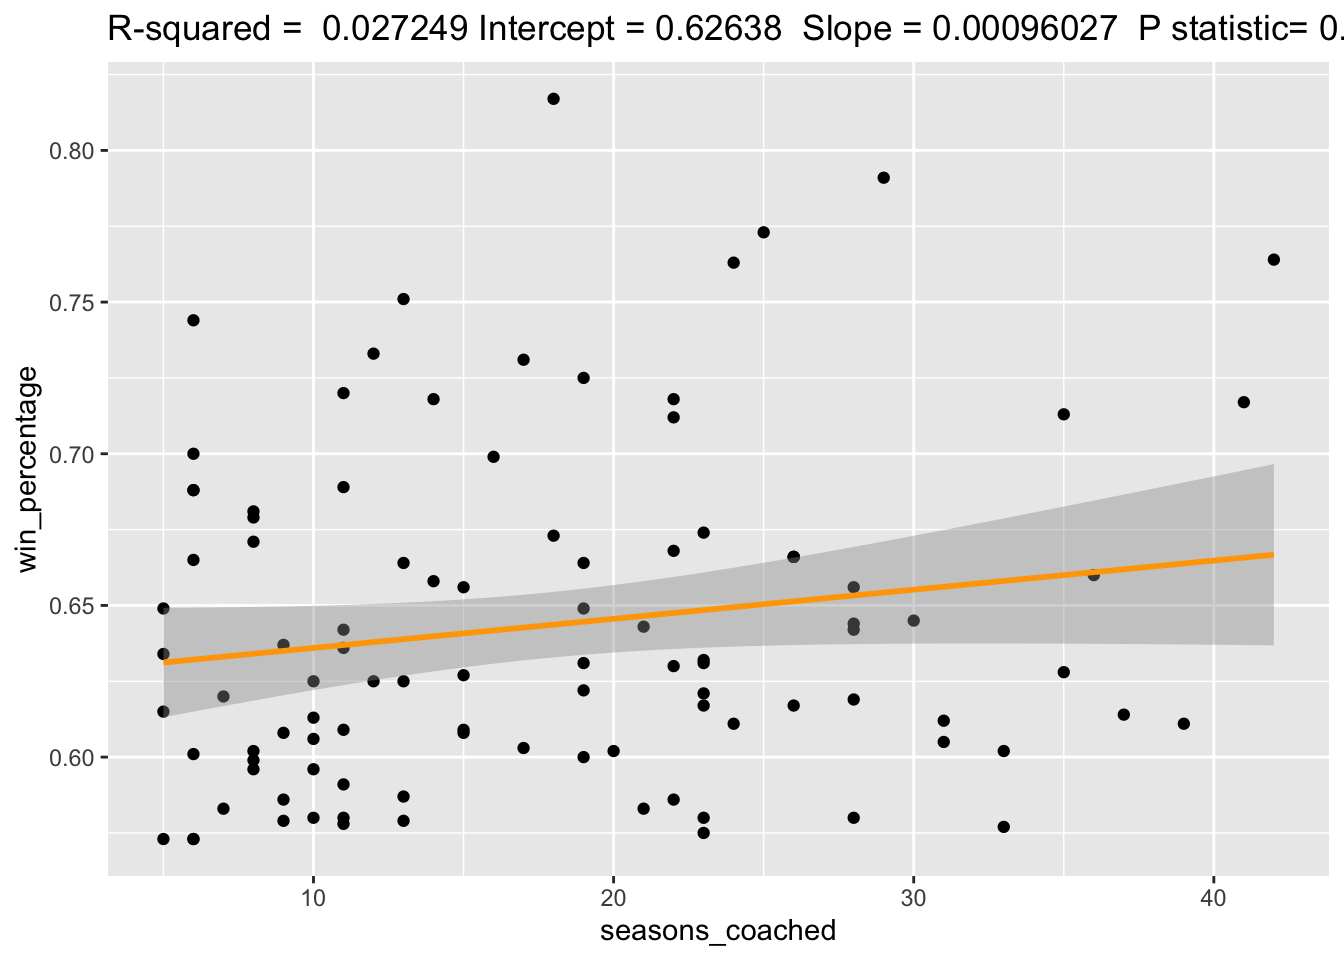 R-squared =  0.027249 Intercept = 0.62638  Slope = 0.00096027  P statistic= 0.
0.80
0.75
0.70
0.65
0.60
win_percentage
10 20 30 40
seasons_coached